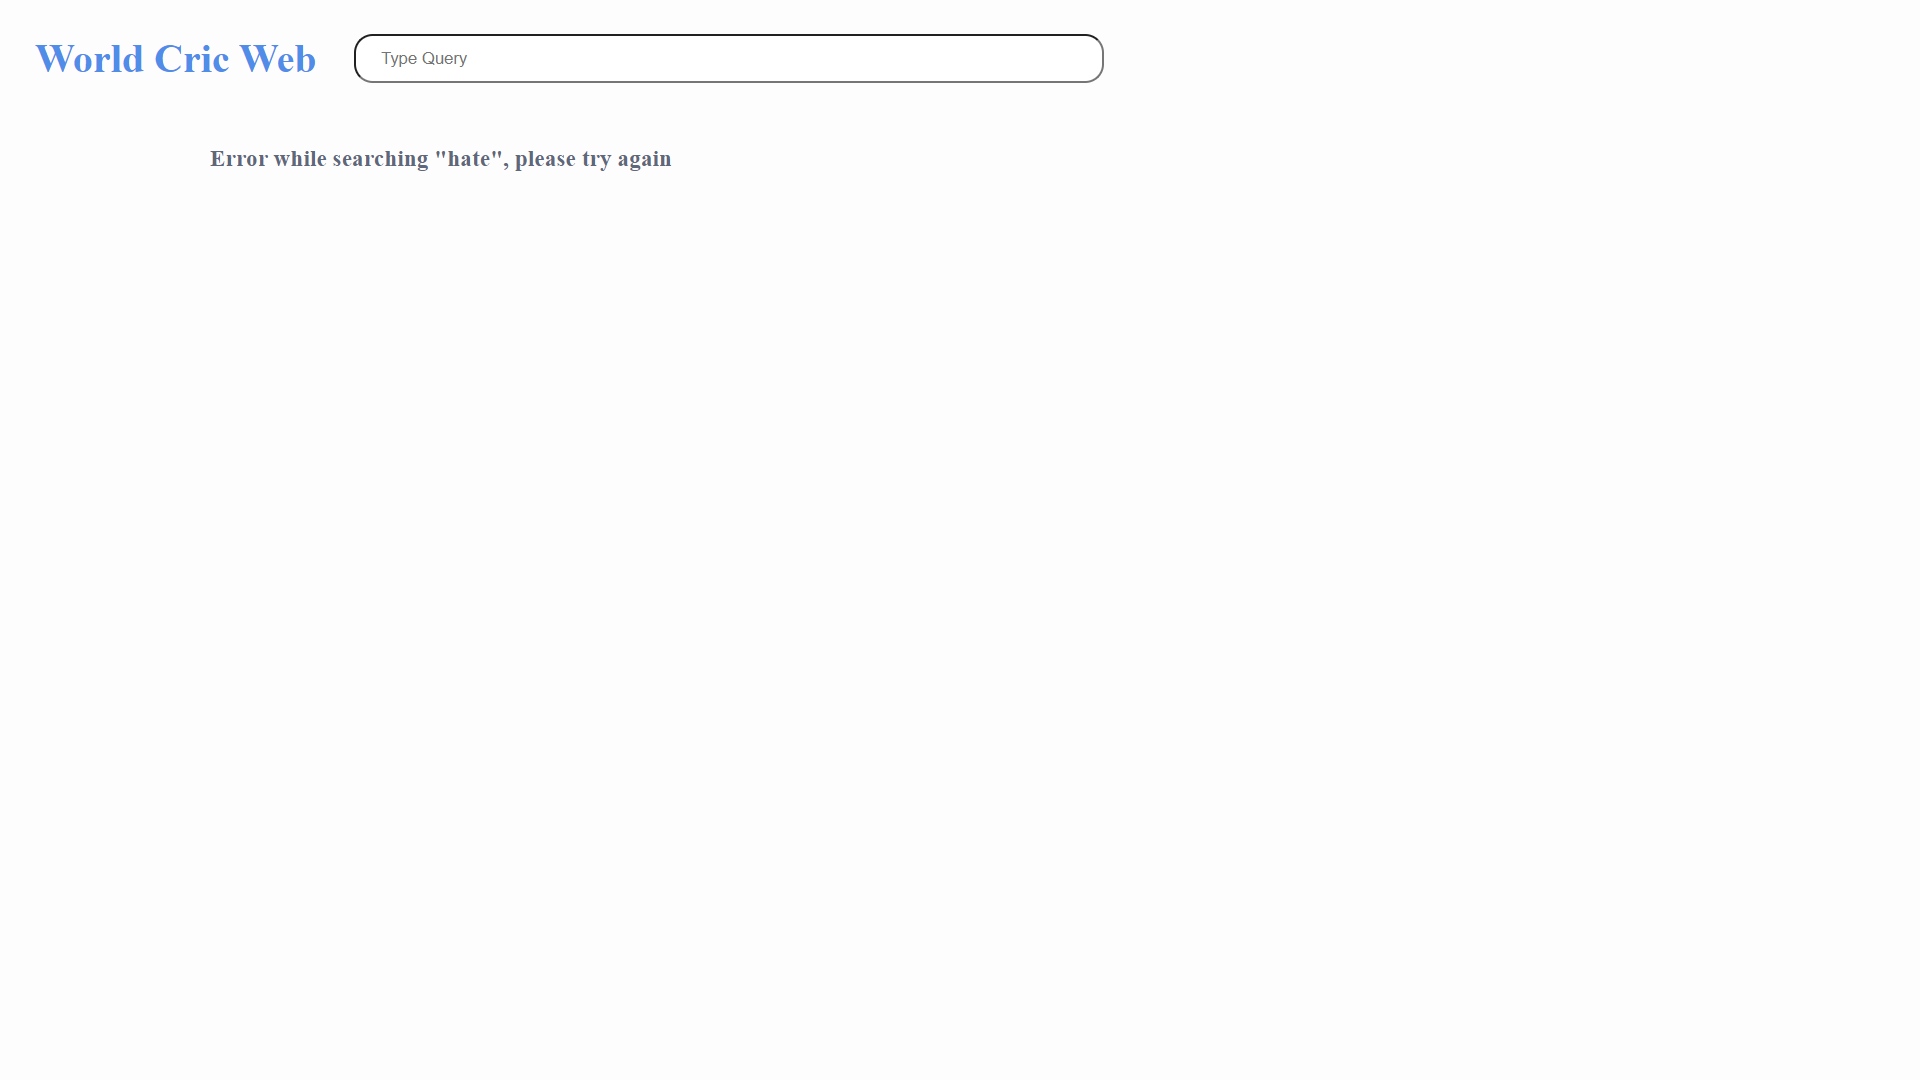 World Cric Web
Type Query
Error while searching "hate", please try again